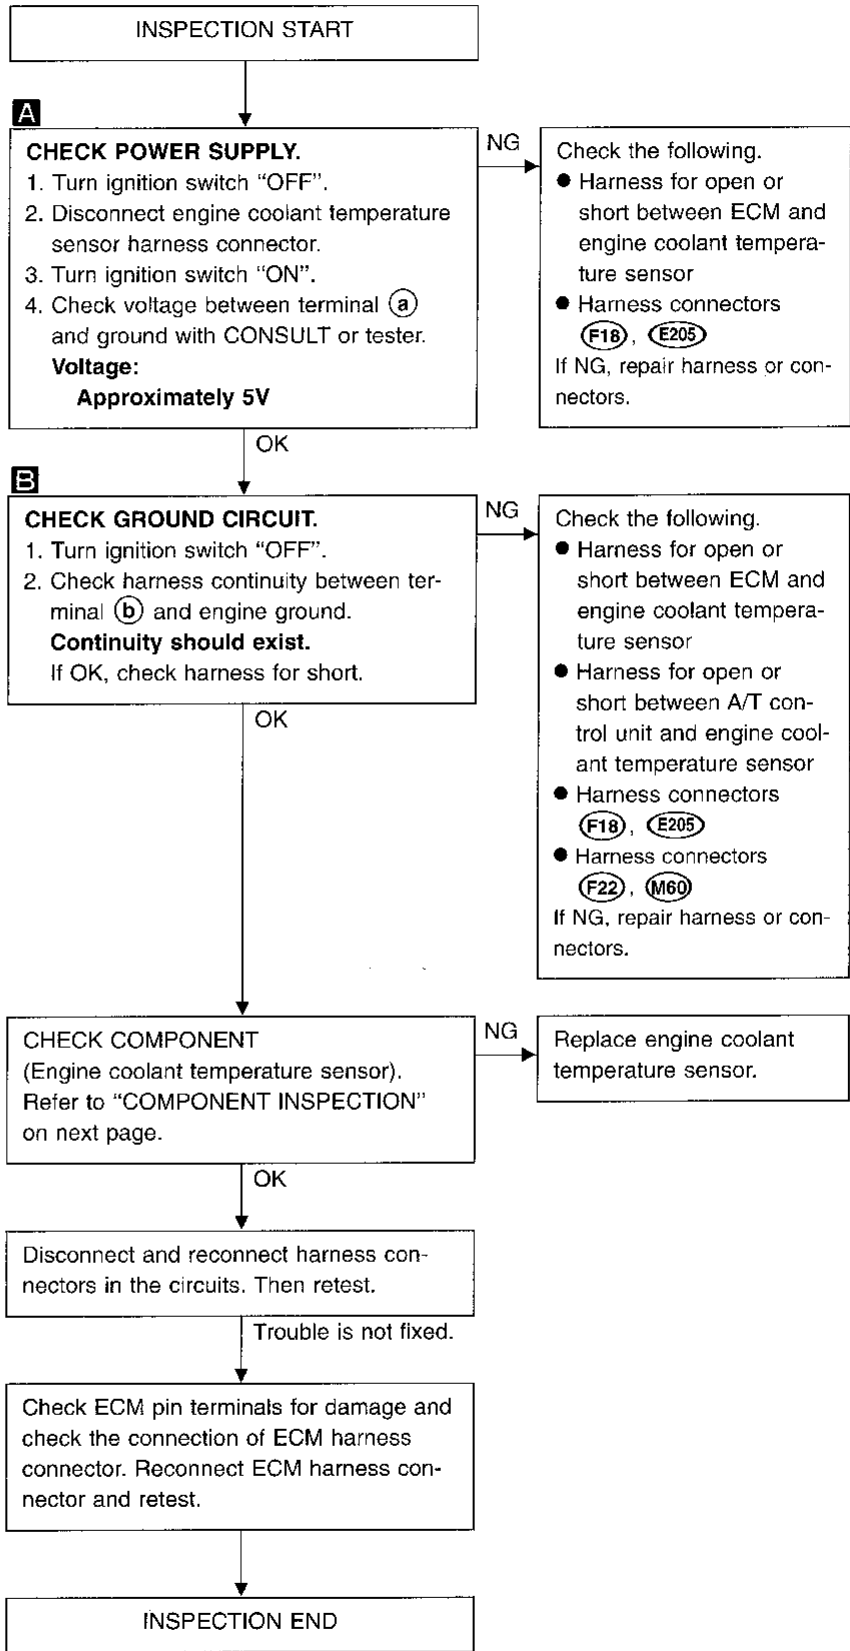 INSPECTION START
A
CHECK POWER SUPPLY.
1. Turn ignition switch “OFF”.
2. Disconnect engine coolant temperature
sensor harness connector.
3. Turn ignition switch “ON”.
4. Check voltage between terminal ⓐ
and ground with CONSULT or tester.
Voltage:
Approximately 5V
NG
Check the following.
● Harness for open or
short between ECM and
engine coolant tempera-
ture sensor
● Harness connectors
F18, E205
If NG, repair harness or con-
nectors.
OK
B
CHECK GROUND CIRCUIT.
1. Turn ignition switch “OFF”.
2. Check harness continuity between ter-
minal ⓑ and engine ground.
Continuity should exist.
If OK, check harness for short.
NG
Check the following.
● Harness for open or
short between ECM and
engine coolant tempera-
ture sensor
● Harness for open or
short between A/T con-
trol unit and engine cool-
ant temperature sensor
● Harness connectors
F18, E205
● Harness connectors
F22, M60
If NG, repair harness or con-
nectors.
OK
CHECK COMPONENT
(Engine coolant temperature sensor).
Refer to “COMPONENT INSPECTION”
on next page.
NG
Replace engine coolant
temperature sensor.
OK
Disconnect and reconnect harness con-
nectors in the circuits. Then retest.
Trouble is not fixed.
Check ECM pin terminals for damage and
check the connection of ECM harness
connector. Reconnect ECM harness con-
nector and retest.
INSPECTION END